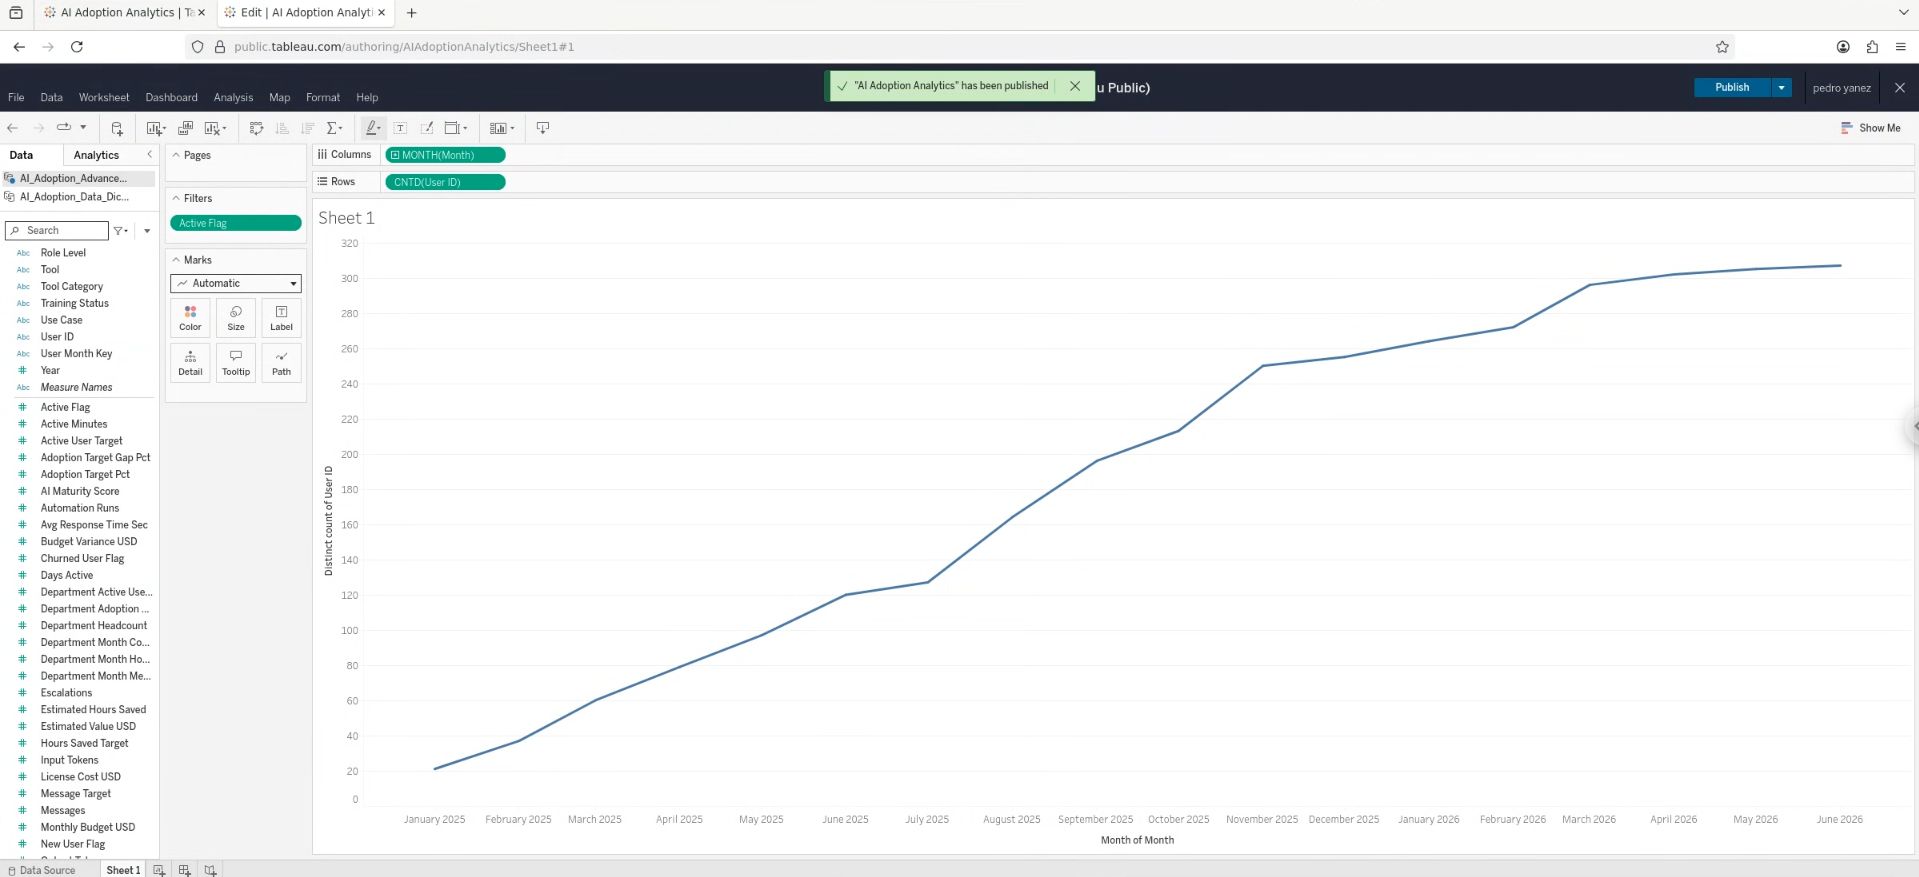 AI Adoption Analytics | Ta
Edit | AI Adoption Analyti
public.tableau.com/authoring/AIAdoptionAnalytics/Sheet1#1
"AI Adoption Analytics" has been published
u Public)
Publish
pedro yanez
File Data Worksheet Dashboard Analysis Map Format Help
Show Me
Data Analytics
AI_Adoption_Advance...
AI_Adoption_Data_Dic...
Search
Abc Role Level
Abc Tool
Abc Tool Category
Abc Training Status
Abc Use Case
Abc User ID
Abc User Month Key
# Year
Abc Measure Names
# Active Flag
# Active Minutes
# Active User Target
# Adoption Target Gap Pct
# Adoption Target Pct
# AI Maturity Score
# Automation Runs
# Avg Response Time Sec
# Budget Variance USD
# Churned User Flag
# Days Active
# Department Active Use...
# Department Adoption ...
# Department Headcount
# Department Month Co...
# Department Month Ho...
# Department Month Me...
# Escalations
# Estimated Hours Saved
# Estimated Value USD
# Hours Saved Target
# Input Tokens
# License Cost USD
# Message Target
# Messages
# Monthly Budget USD
# New User Flag
Pages
Filters
Active Flag
Marks
Automatic
Color Size Label
Detail Tooltip Path
Columns MONTH(Month)
Rows CNTD(User ID)
Sheet 1
Distinct count of User ID
320
300
280
260
240
220
200
180
160
140
120
100
80
60
40
20
0
January 2025 February 2025 March 2025 April 2025 May 2025 June 2025 July 2025 August 2025 September 2025 October 2025 November 2025 December 2025 January 2026 February 2026 March 2026 April 2026 May 2026 June 2026
Month of Month
Data Source Sheet 1